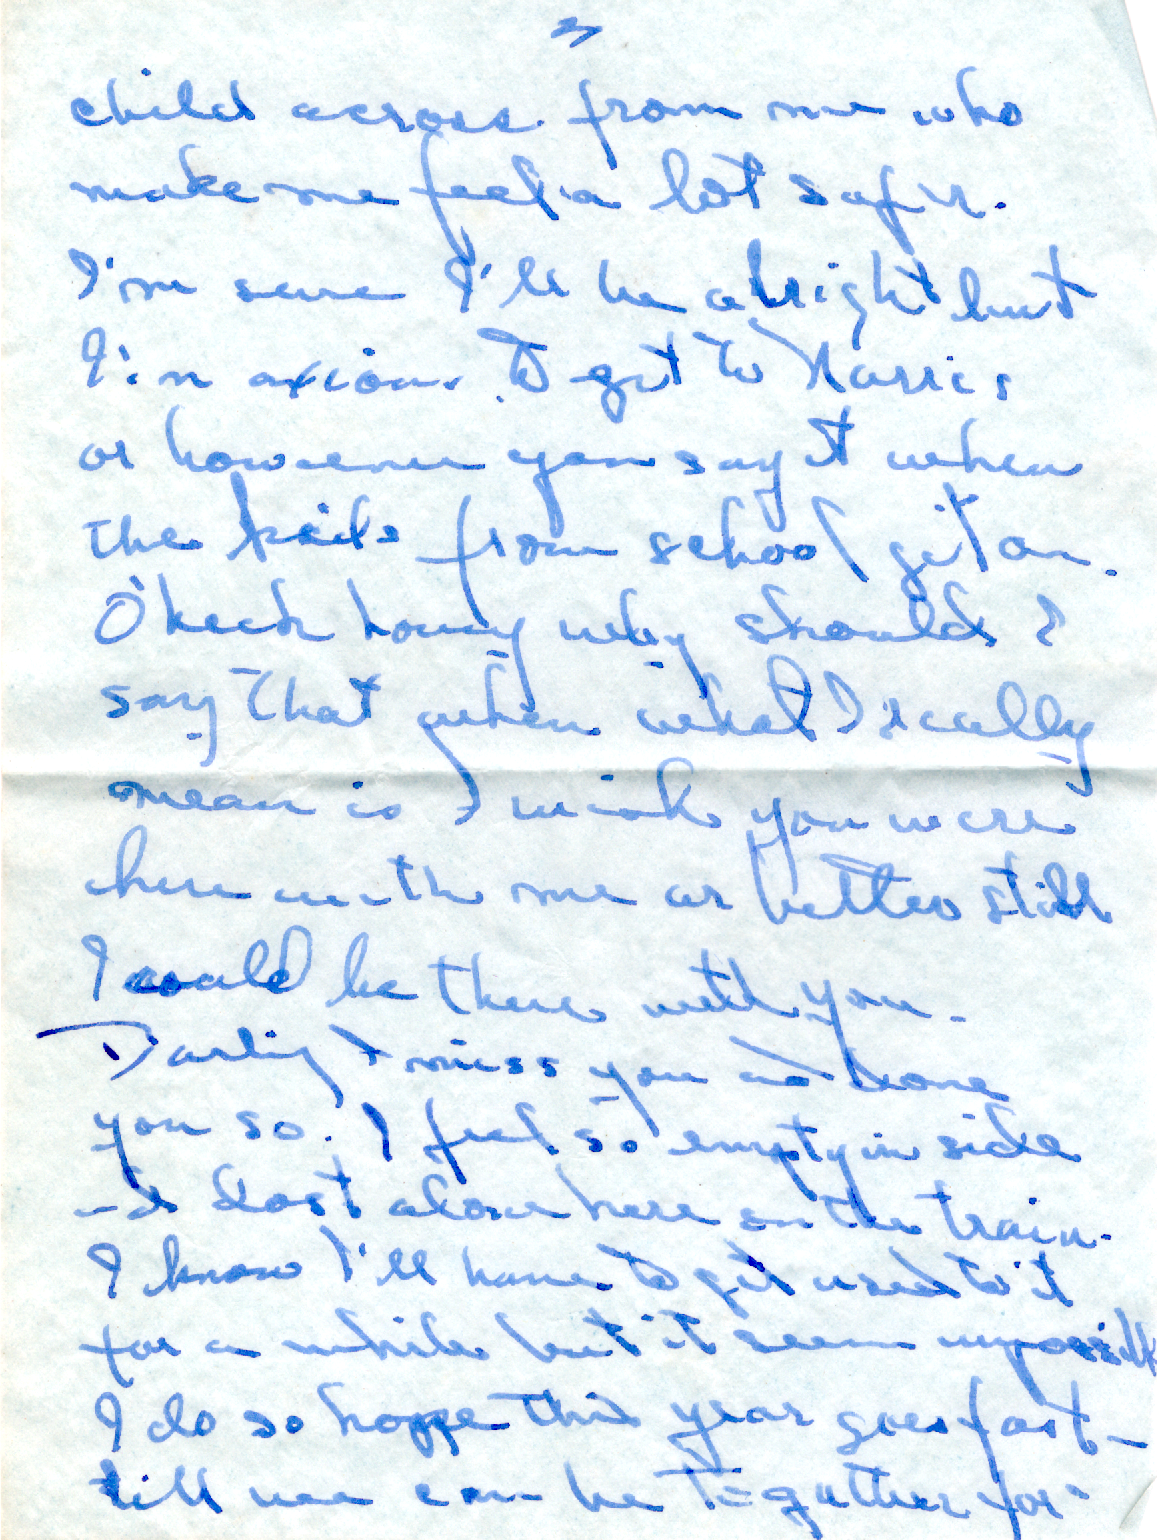 child across from me who
make me feel a lot safer.
I'm sure I'll be alright but
I'm axious to get to Harris
or however you say it when
the kids from school get on.
O'heck honey why should I
say that when what I really
mean is I wish you were
here with me or better still
I could be there with you.
Darling I miss you and love
you so. I feel so empty in side
and lost alone here on the train.
I know I'll have to get used to it
for a while but it seem impossible
I do so hope this year goes fast
till we can be together for